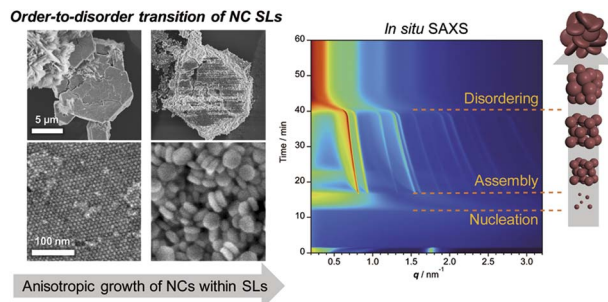 Order-to-disorder transition of NC SLs
5 µm
100 nm
Anisotropic growth of NCs within SLs
In situ SAXS
Time / min
60
50
40
30
20
10
0
Disordering
Assembly
Nucleation
0.5
1.0
1.5
2.0
2.5
3.0
q / nm⁻¹